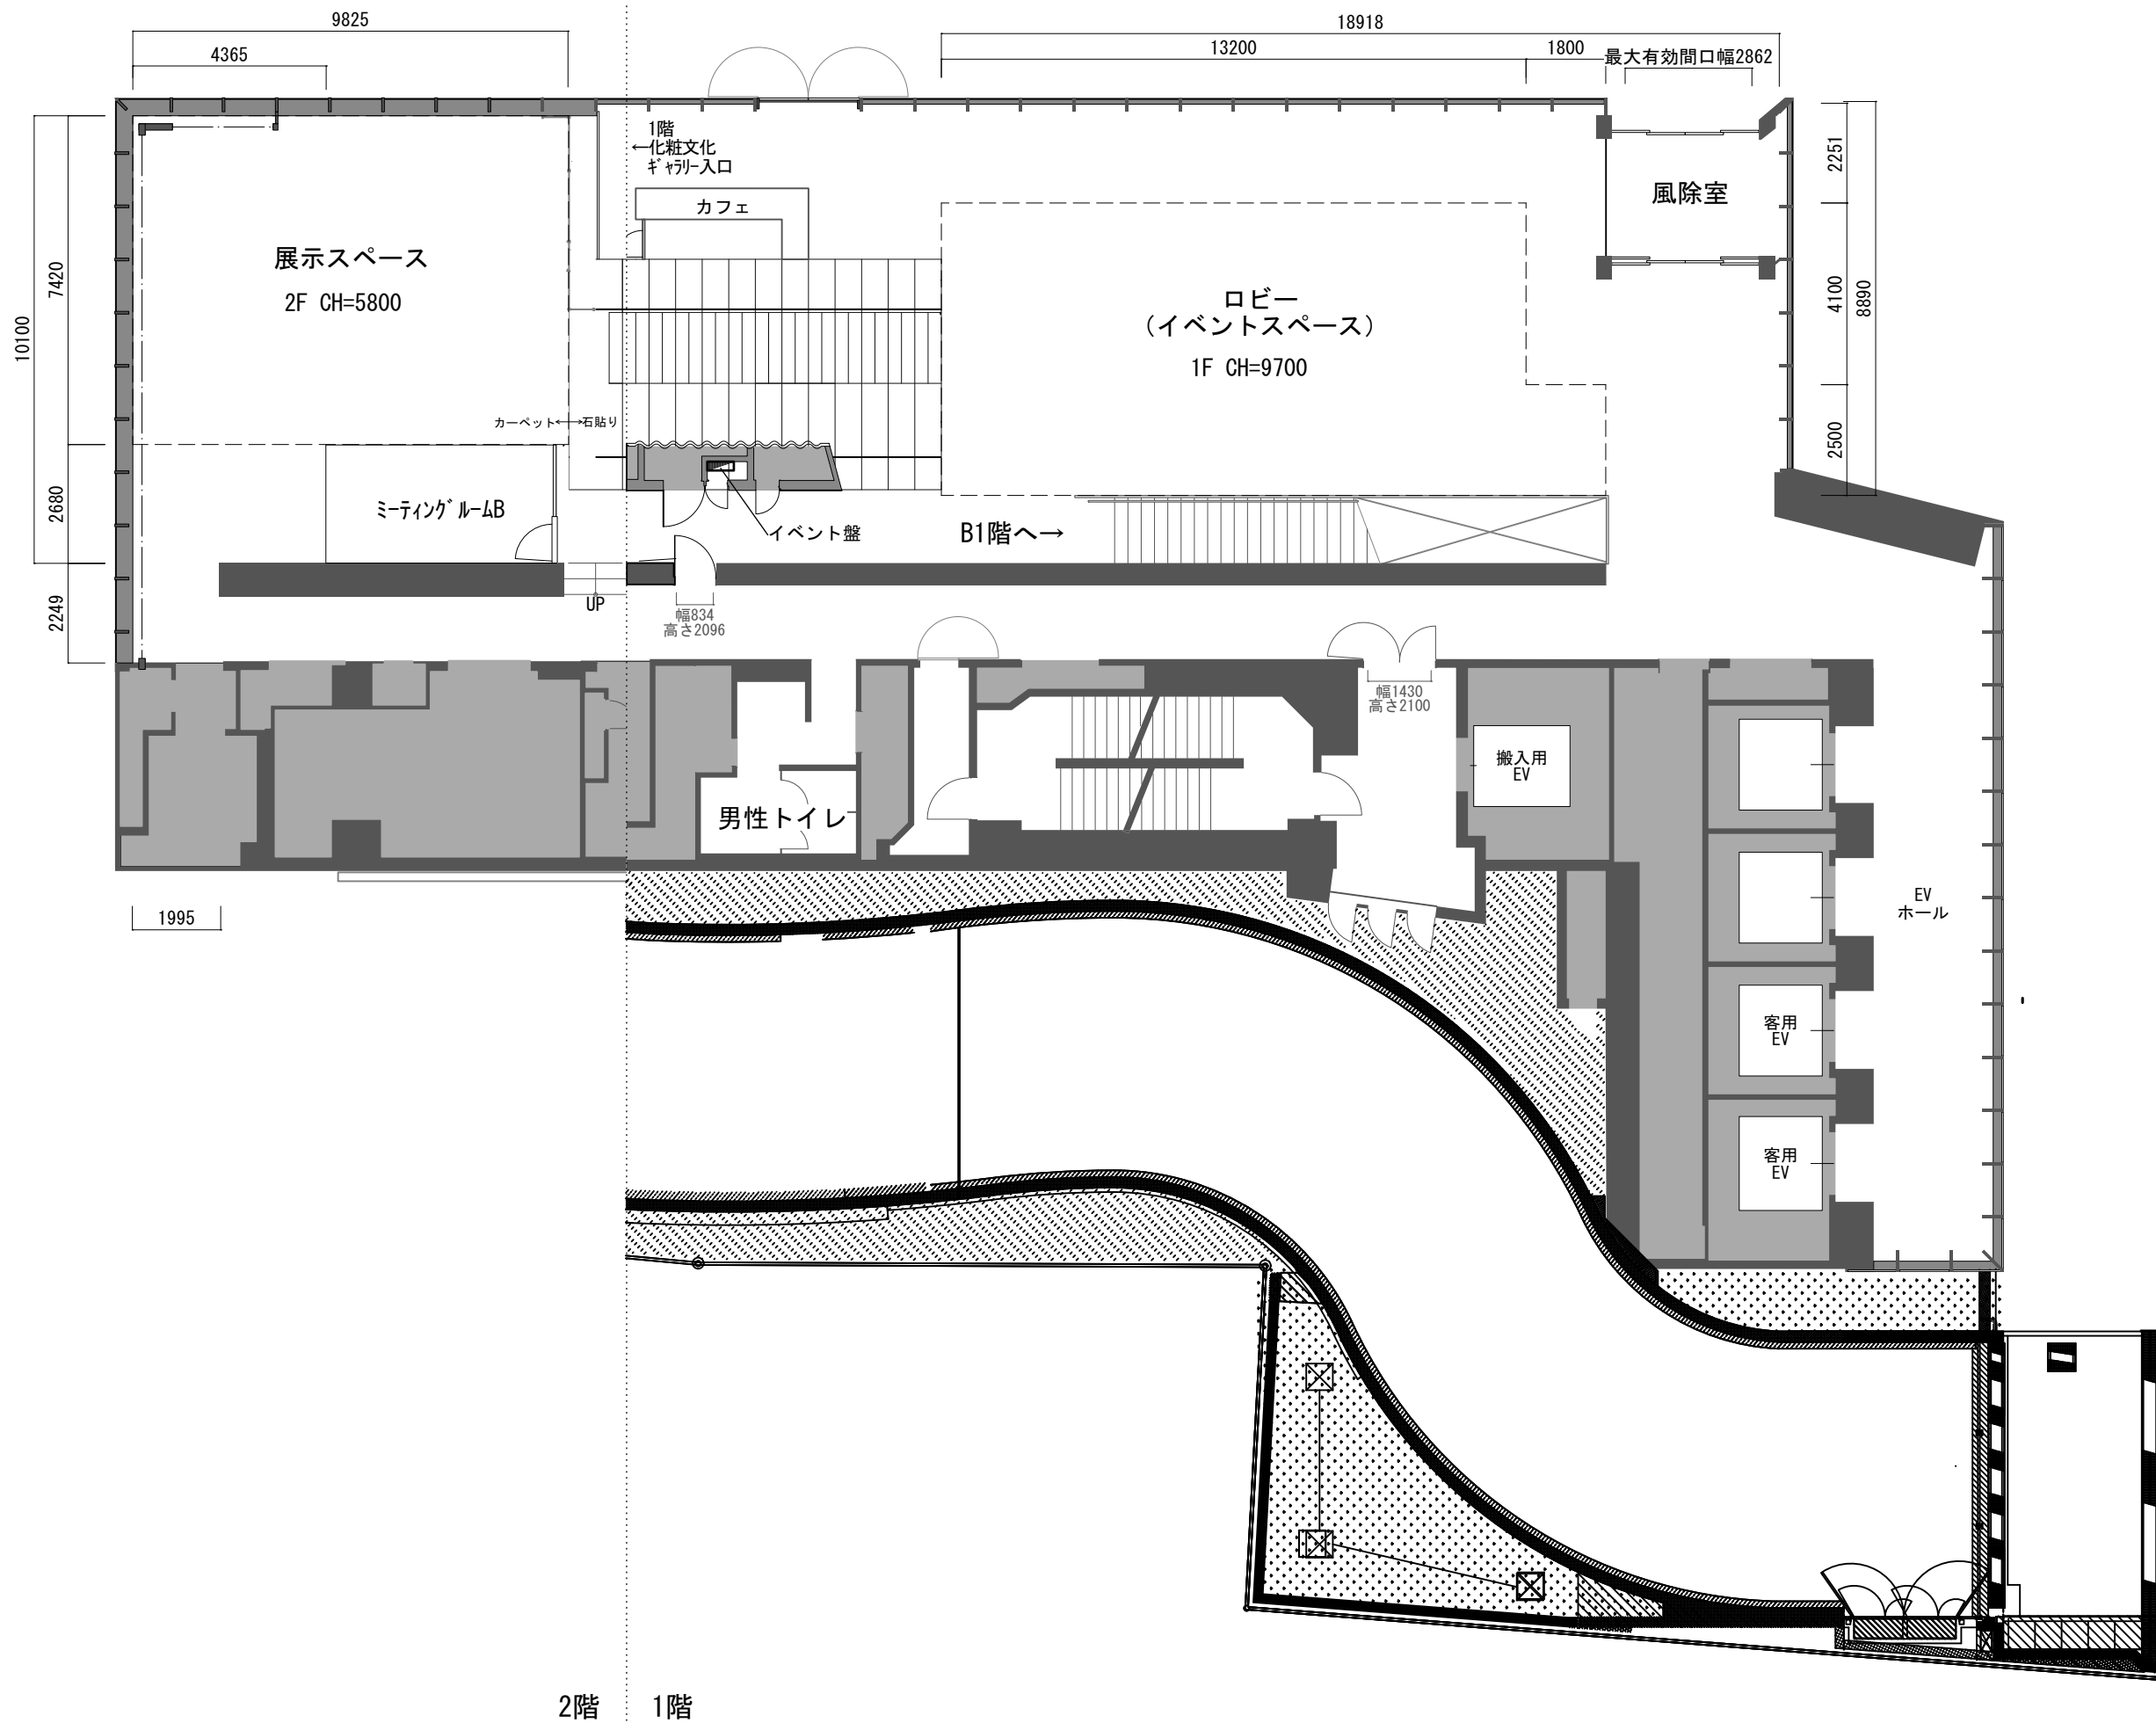 9825
18918
4365
13200
1800
最大有効間口幅2862
1階
←化粧文化
ｷﾞｬﾗﾘｰ入口
カフェ
風除室
2251
展示スペース
2F CH=5800
ロビー
（イベントスペース）
1F CH=9700
7420
10100
4100
8890
カーペット←→石貼り
2500
2680
ﾐｰﾃｨﾝｸﾞﾙｰﾑB
イベント盤
B1階へ→
2249
UP
幅834
高さ2096
幅1430
高さ2100
搬入用
EV
男性トイレ
EV
ホール
1995
客用
EV
客用
EV
2階
1階